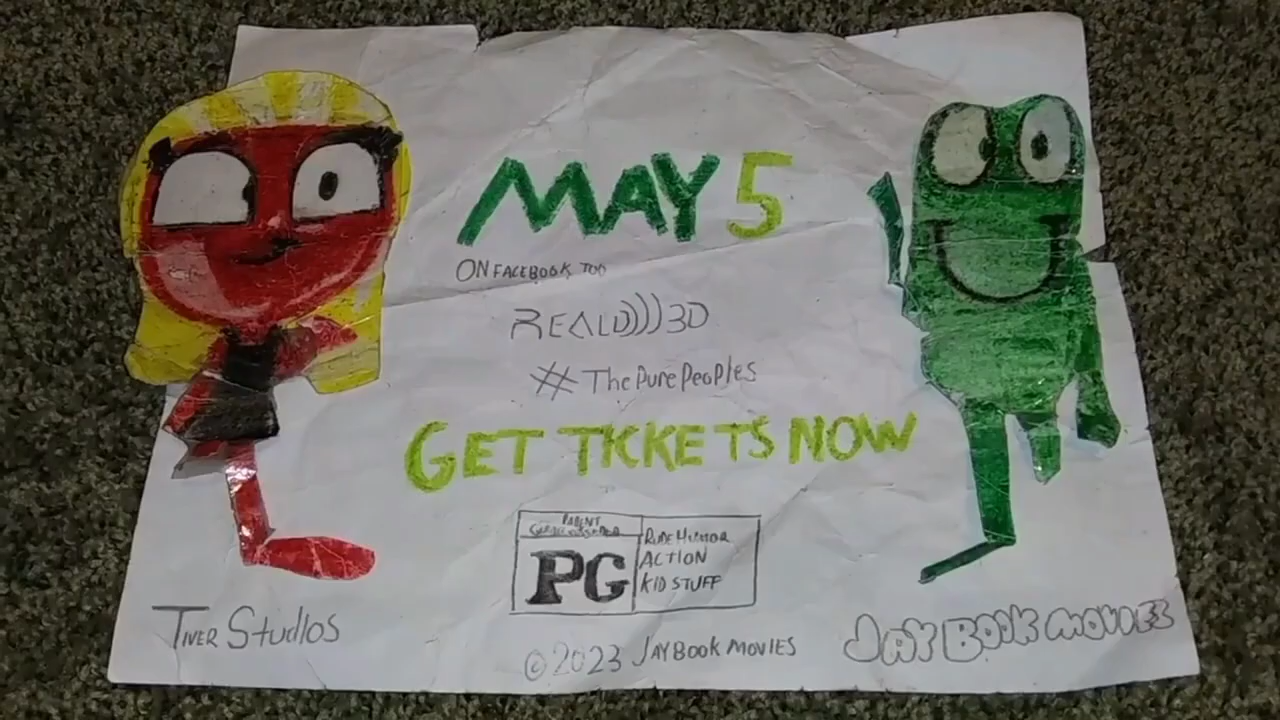 MAY 5
ON FACEBOOK TOO
REALD)))3D
#ThePurePeoples
GET TICKETS NOW
PARENT
PG
RUDE HUMOR
ACTION
KID STUFF
TIVER StudIos
©2023 JAYBOOK MOVIES
JAY BOOK MOVIES